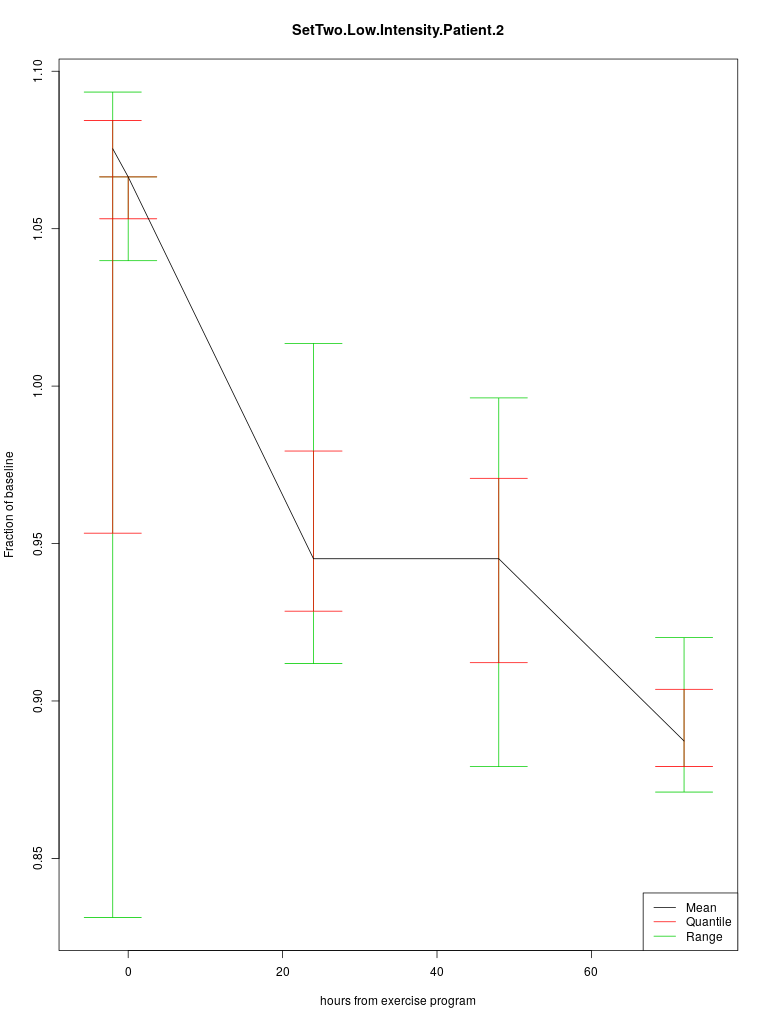 SetTwo.Low.Intensity.Patient.2
1.10
1.05
1.00
0.95
0.90
0.85
Fraction of baseline
0
20
40
60
hours from exercise program
Mean
Quantile
Range